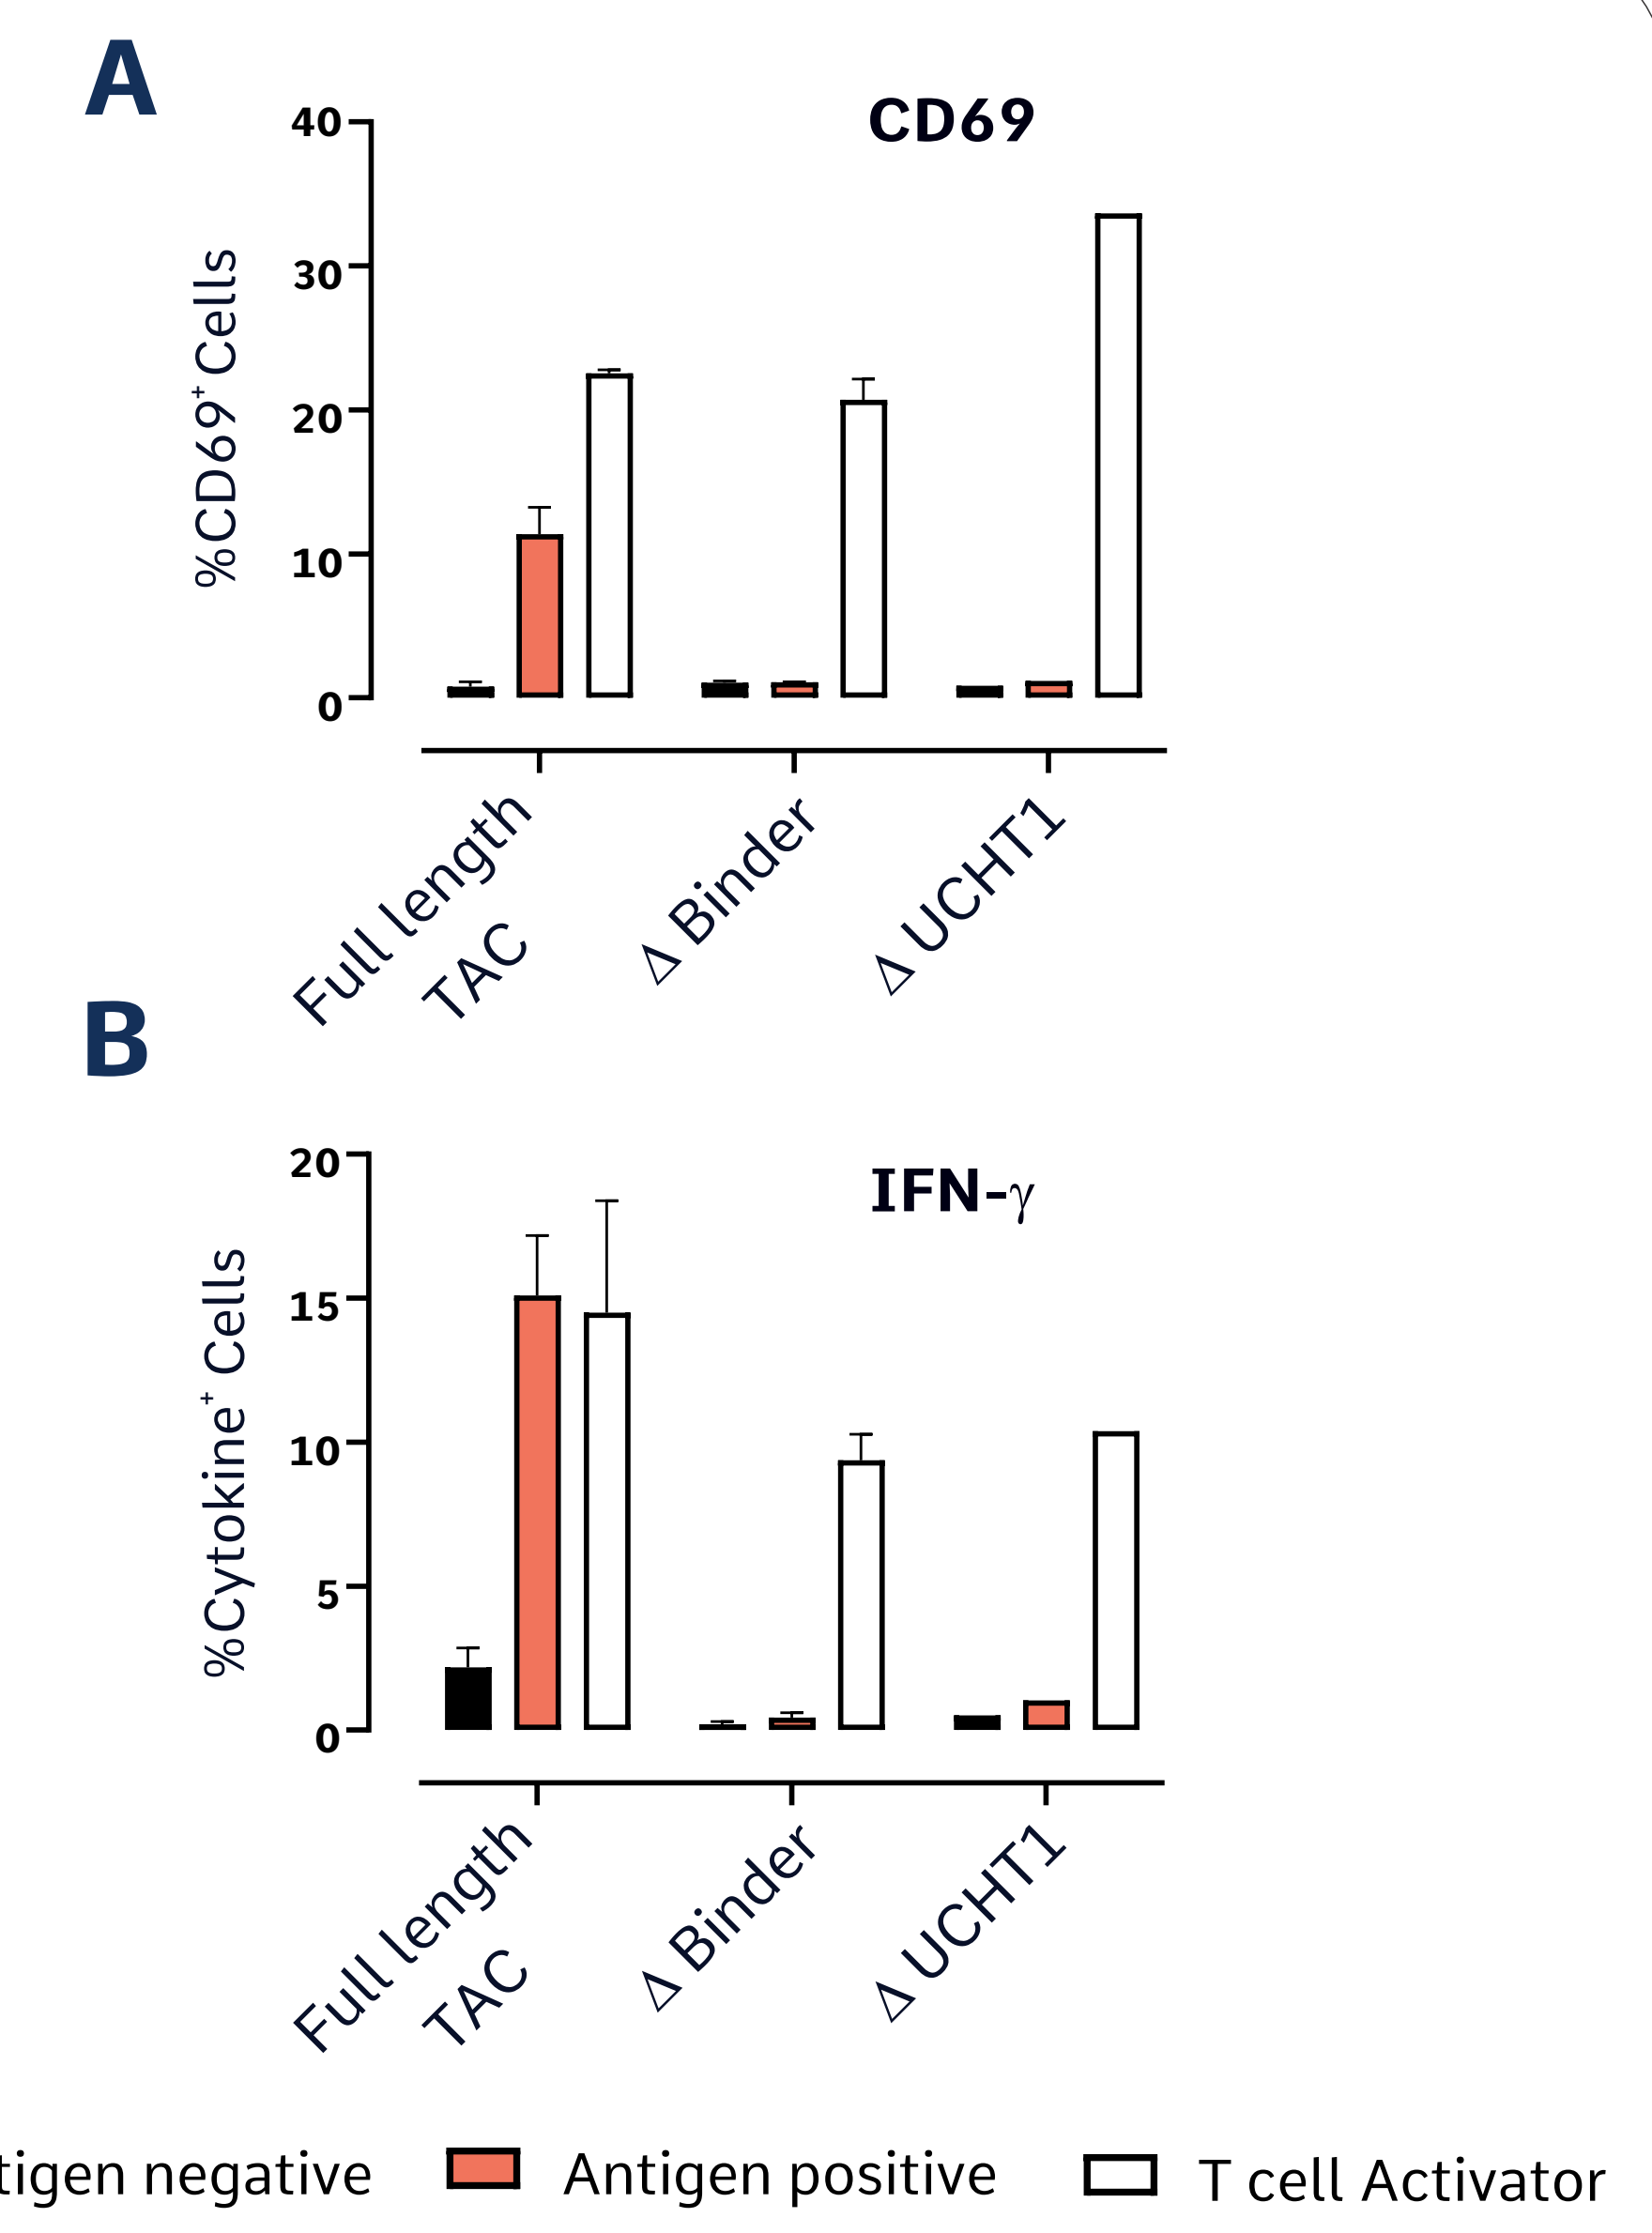 A
CD69
40
30
20
10
0
%CD69+ Cells
Full length
TAC
Δ Binder
Δ UCHT1
B
IFN-γ
20
15
10
5
0
%Cytokine+ Cells
Full length
TAC
Δ Binder
Δ UCHT1
tigen negative
Antigen positive
T cell Activator